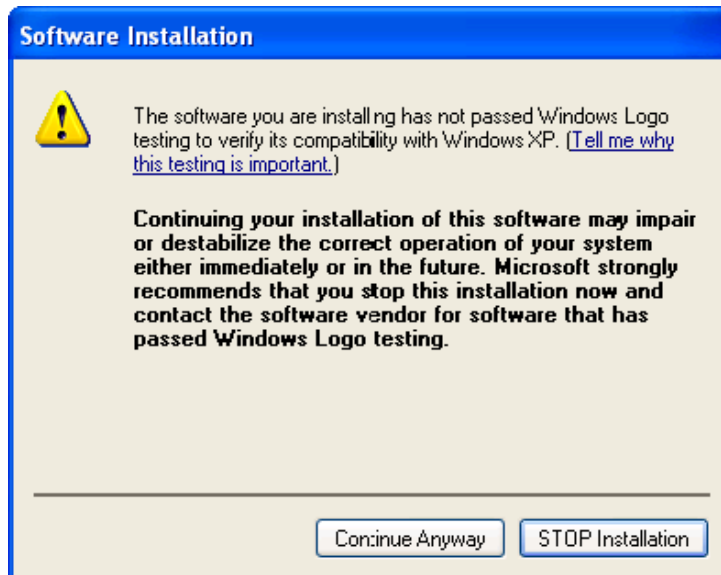 Software Installation
The software you are installing has not passed Windows Logo
testing to verify its compatibility with Windows XP. (Tell me why
this testing is important.)
Continuing your installation of this software may impair
or destabilize the correct operation of your system
either immediately or in the future. Microsoft strongly
recommends that you stop this installation now and
contact the software vendor for software that has
passed Windows Logo testing.
Continue Anyway
STOP Installation